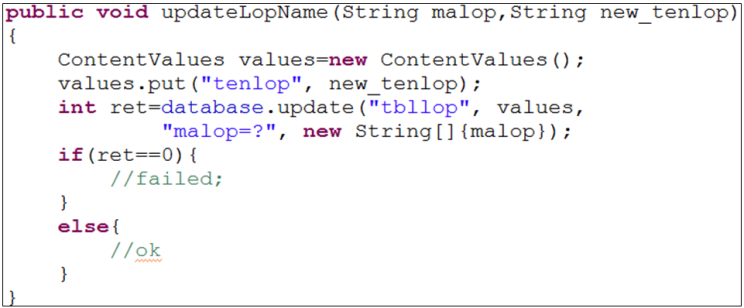 public void updateLopName(String malop,String new_tenlop)
{
    ContentValues values=new ContentValues();
    values.put("tenlop", new_tenlop);
    int ret=database.update("tbllop", values,
            "malop=?", new String[]{malop});
    if(ret==0){
        //failed;
    }
    else{
        //ok
    }
}